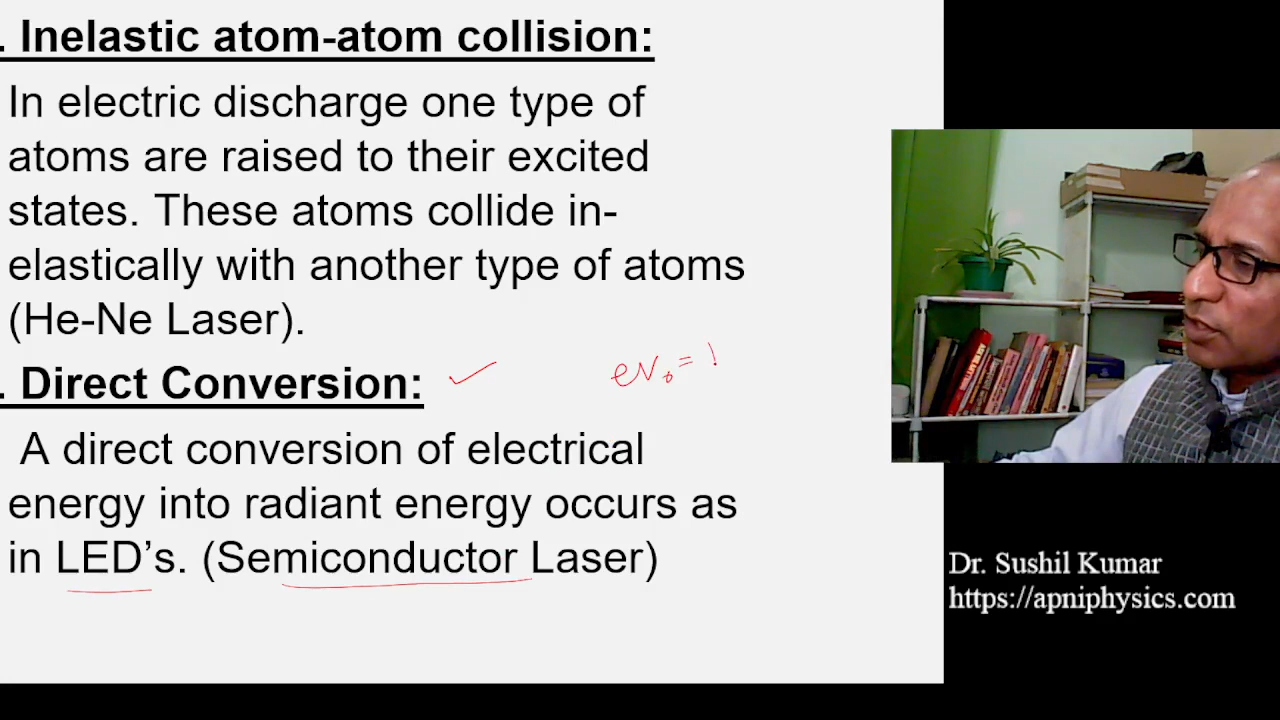 . Inelastic atom-atom collision:
In electric discharge one type of
atoms are raised to their excited
states. These atoms collide in-
elastically with another type of atoms
(He-Ne Laser).
. Direct Conversion:
eV₀ =
A direct conversion of electrical
energy into radiant energy occurs as
in LED’s. (Semiconductor Laser)
Dr. Sushil Kumar
https://apniphysics.com